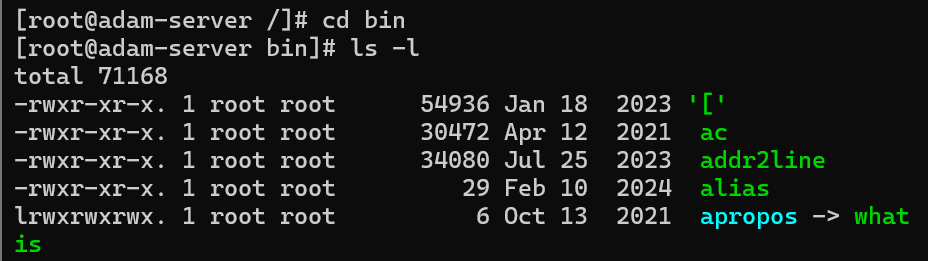 [root@adam-server /]# cd bin
[root@adam-server bin]# ls -l
total 71168
-rwxr-xr-x. 1 root root      54936 Jan 18  2023 '['
-rwxr-xr-x. 1 root root      30472 Apr 12  2021  ac
-rwxr-xr-x. 1 root root      34080 Jul 25  2023  addr2line
-rwxr-xr-x. 1 root root         29 Feb 10  2024  alias
lrwxrwxrwx. 1 root root          6 Oct 13  2021  apropos -> what
is